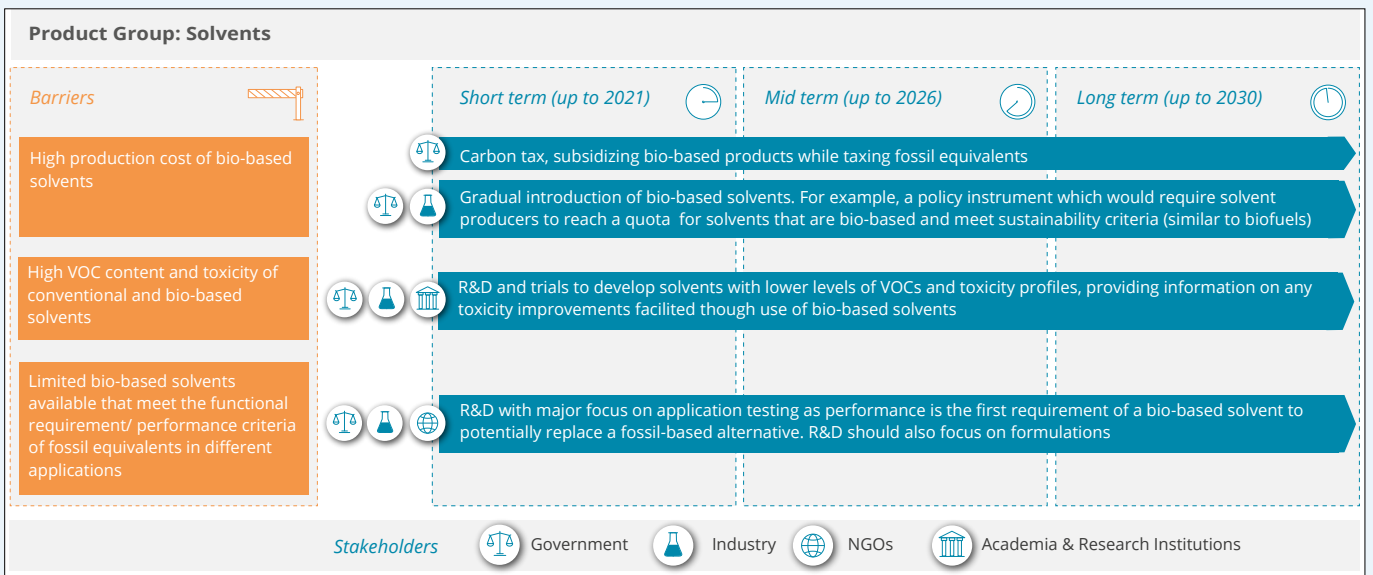 Product Group: Solvents
Barriers
Short term (up to 2021)
Mid term (up to 2026)
Long term (up to 2030)
High production cost of bio-based
solvents
Carbon tax, subsidizing bio-based products while taxing fossil equivalents
Gradual introduction of bio-based solvents. For example, a policy instrument which would require solvent
producers to reach a quota for solvents that are bio-based and meet sustainability criteria (similar to biofuels)
High VOC content and toxicity of
conventional and bio-based
solvents
R&D and trials to develop solvents with lower levels of VOCs and toxicity profiles, providing information on any
toxicity improvements facilited though use of bio-based solvents
Limited bio-based solvents
available that meet the functional
requirement/ performance criteria
of fossil equivalents in different
applications
R&D with major focus on application testing as performance is the first requirement of a bio-based solvent to
potentially replace a fossil-based alternative. R&D should also focus on formulations
Stakeholders
Government
Industry
NGOs
Academia & Research Institutions